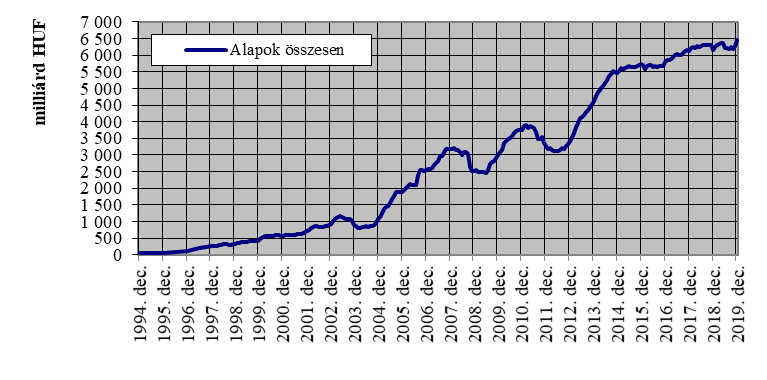 milliárd HUF
7 000
6 500
6 000
5 500
5 000
4 500
4 000
3 500
3 000
2 500
2 000
1 500
1 000
500
0
Alapok összesen
1994. dec.
1995. dec.
1996. dec.
1997. dec.
1998. dec.
1999. dec.
2000. dec.
2001. dec.
2002. dec.
2003. dec.
2004. dec.
2005. dec.
2006. dec.
2007. dec.
2008. dec.
2009. dec.
2010. dec.
2011. dec.
2012. dec.
2013. dec.
2014. dec.
2015. dec.
2016. dec.
2017. dec.
2018. dec.
2019. dec.